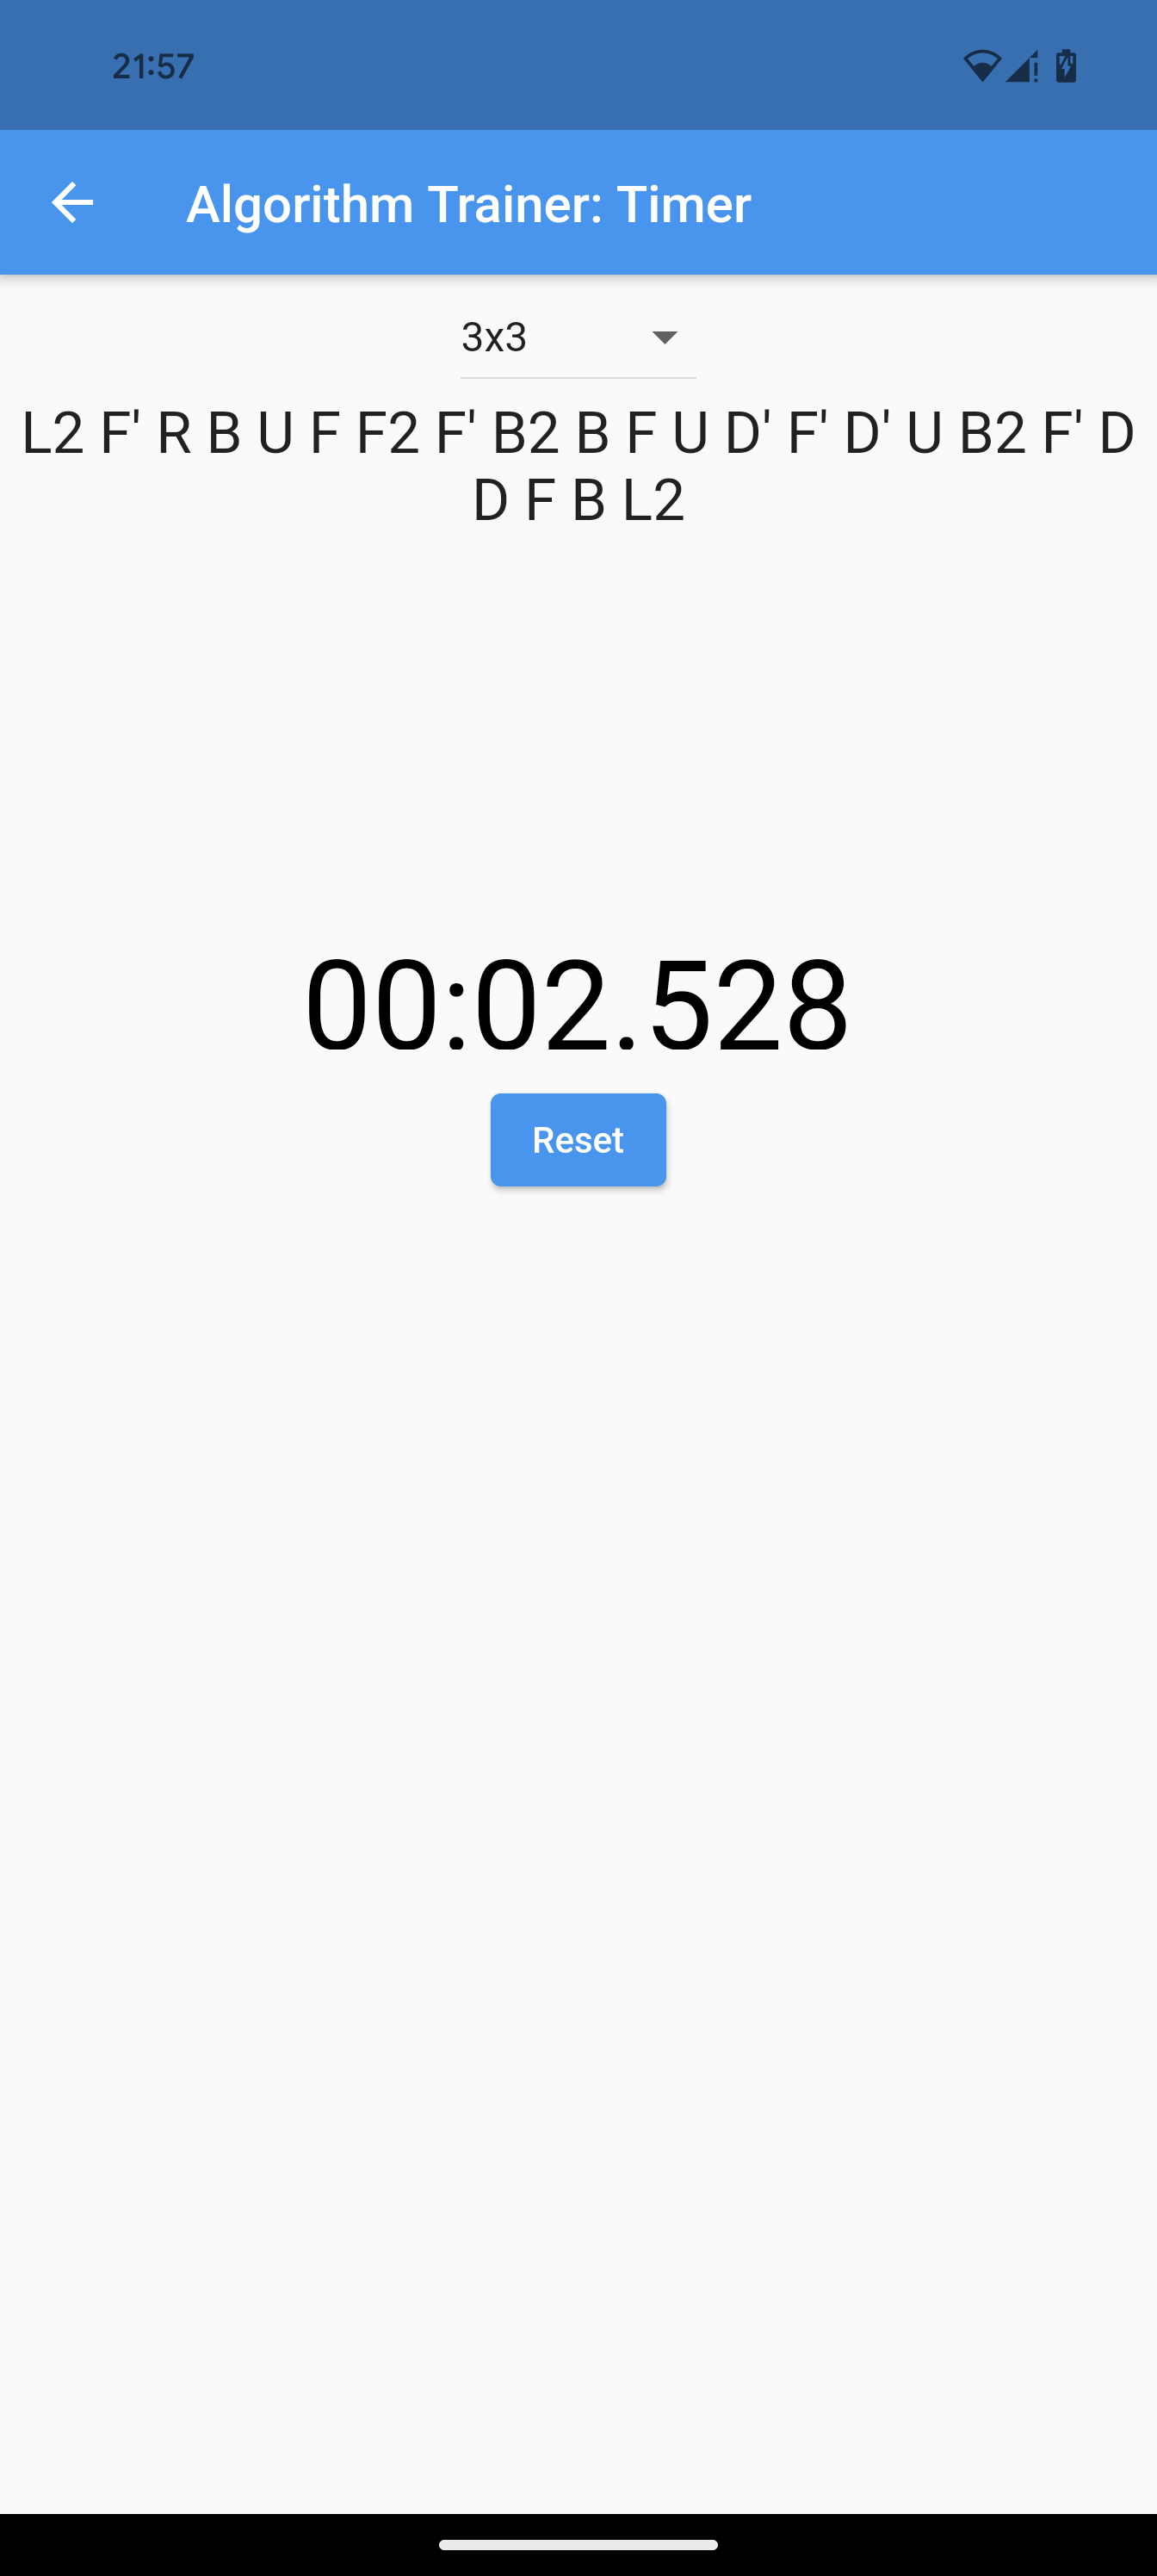 21:57
Algorithm Trainer: Timer
3x3
L2 F' R B U F F2 F' B2 B F U D' F' D' U B2 F' D
D F B L2
00:02.528
Reset